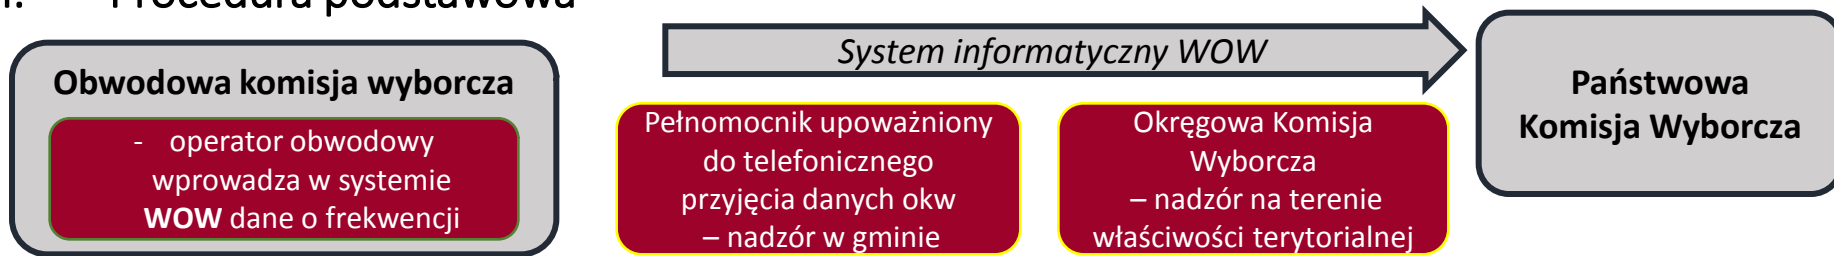 Procedura podstawowa
Obwodowa komisja wyborcza
- operator obwodowy
wprowadza w systemie
WOW dane o frekwencji
System informatyczny WOW
Pełnomocnik upoważniony
do telefonicznego
przyjęcia danych okw
– nadzór w gminie
Okręgowa Komisja
Wyborcza
– nadzór na terenie
właściwości terytorialnej
Państwowa
Komisja Wyborcza